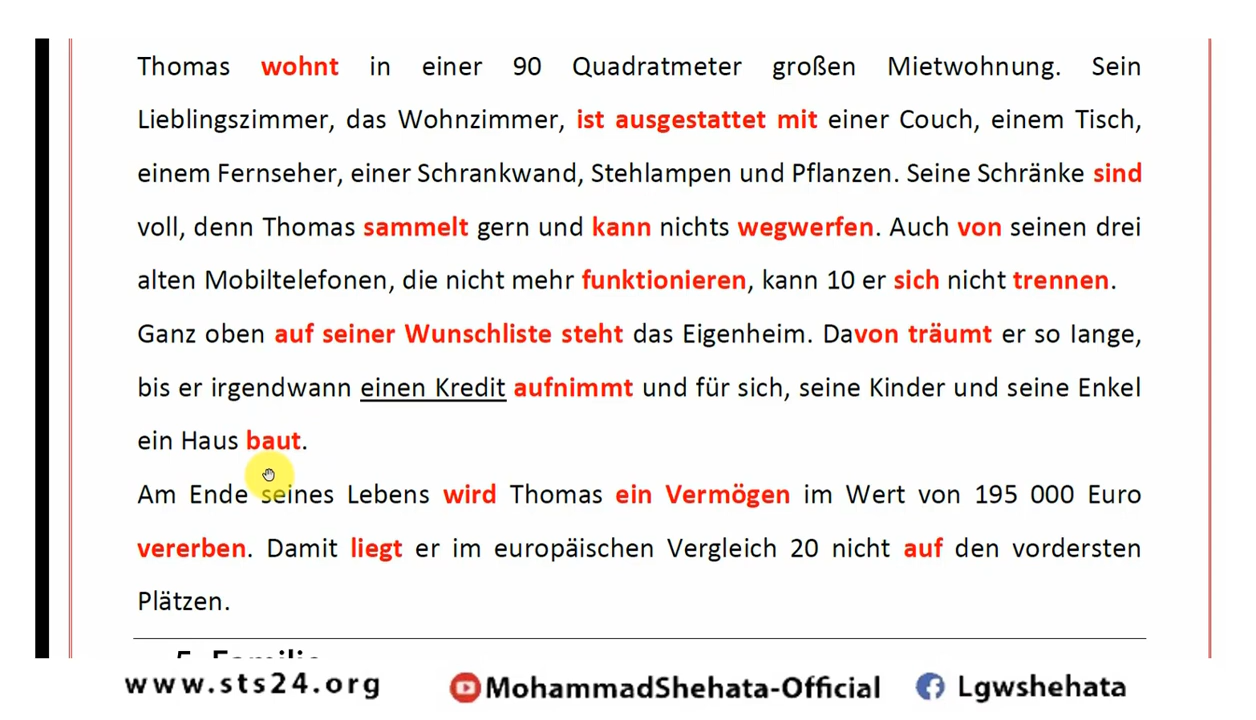 Thomas wohnt in einer 90 Quadratmeter großen Mietwohnung. Sein
Lieblingszimmer, das Wohnzimmer, ist ausgestattet mit einer Couch, einem Tisch,
einem Fernseher, einer Schrankwand, Stehlampen und Pflanzen. Seine Schränke sind
voll, denn Thomas sammelt gern und kann nichts wegwerfen. Auch von seinen drei
alten Mobiltelefonen, die nicht mehr funktionieren, kann 10 er sich nicht trennen.
Ganz oben auf seiner Wunschliste steht das Eigenheim. Davon träumt er so lange,
bis er irgendwann einen Kredit aufnimmt und für sich, seine Kinder und seine Enkel
ein Haus baut.
Am Ende seines Lebens wird Thomas ein Vermögen im Wert von 195 000 Euro
vererben. Damit liegt er im europäischen Vergleich 20 nicht auf den vordersten
Plätzen.
5. Familie
www.sts24.org MohammadShehata-Official Lgwshehata